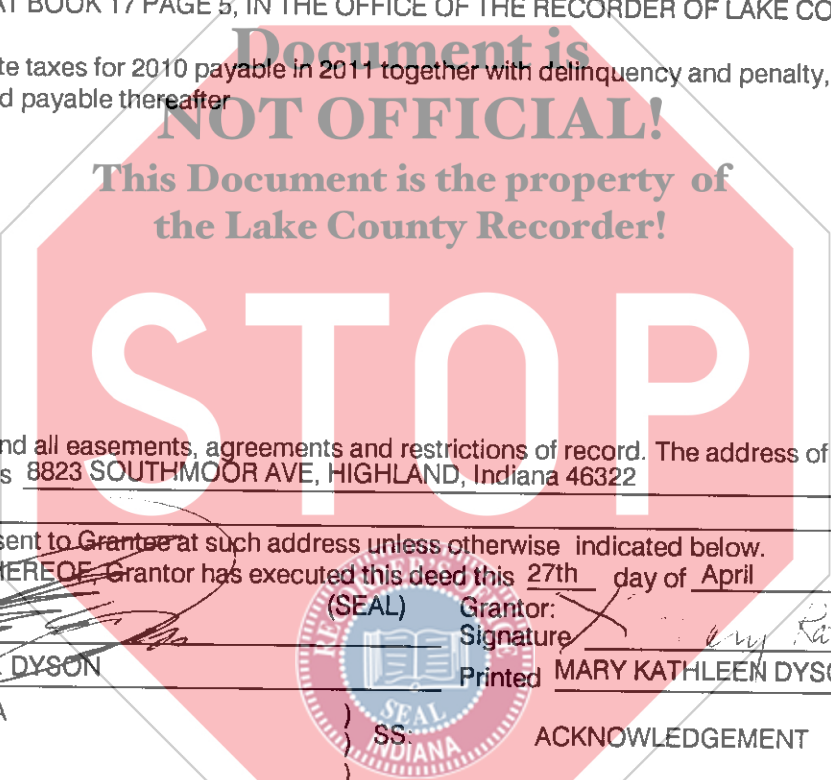 AT BOOK 17 PAGE 5, IN THE OFFICE OF THE RECORDER OF LAKE CO
Document is
te taxes for 2010 payable in 2011 together with delinquency and penalty,
d payable thereafter
NOT OFFICIAL!
This Document is the property of
the Lake County Recorder!
STOP
nd all easements, agreements and restrictions of record. The address of
s 8823 SOUTHMOOR AVE, HIGHLAND, Indiana 46322
sent to Grantee at such address unless otherwise indicated below.
HEREOF, Grantor has executed this deed this 27th day of April
(SEAL) Grantor:
Signature
DYSON Printed MARY KATHLEEN DYSO
A
) SS: ACKNOWLEDGEMENT
)
RECORDER'S OFFICE
SEAL
INDIANA